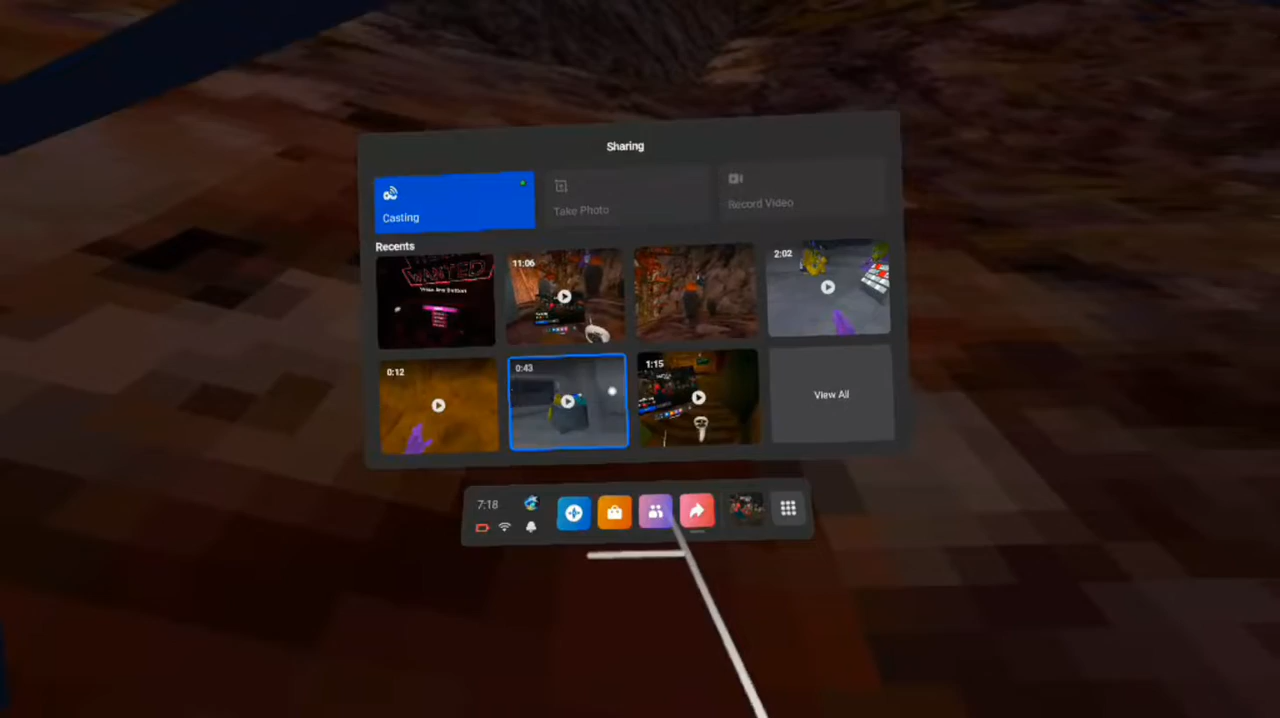 Sharing
Casting
Take Photo
Record Video
Recents
WANTED
11:06
2:02
0:12
0:43
1:15
View All
7:18